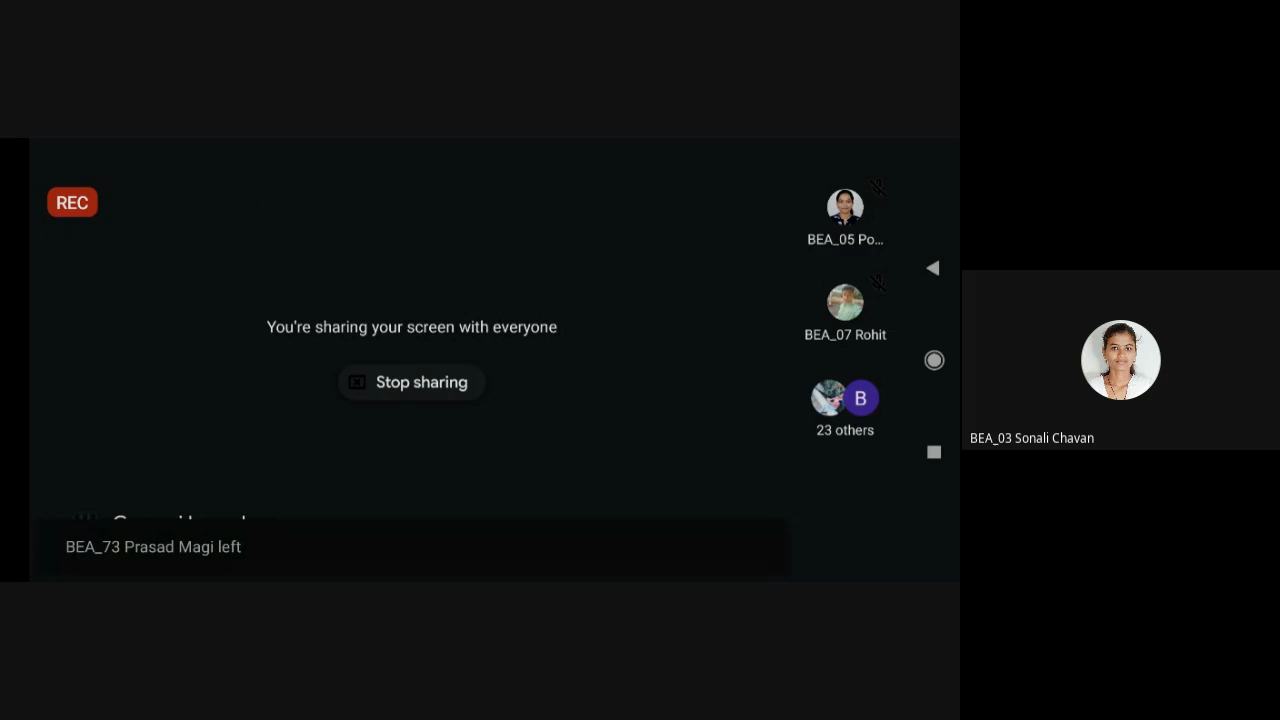 REC
BEA_05 Po...
BEA_07 Rohit
You're sharing your screen with everyone
Stop sharing
B
23 others
BEA_03 Sonali Chavan
BEA_73 Prasad Magi left